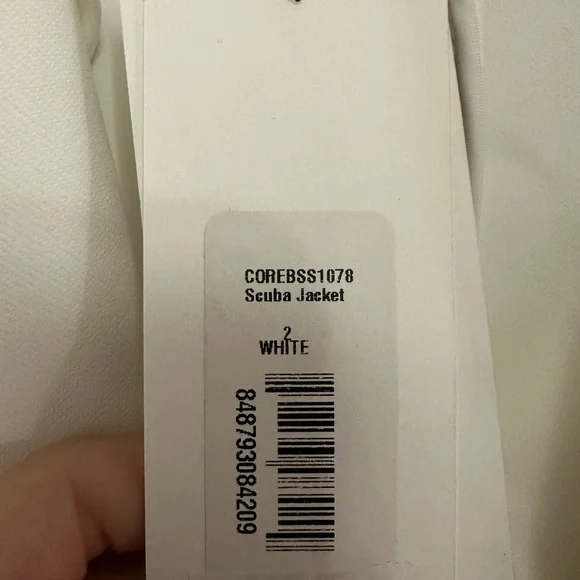 COREBSS1078
Scuba Jacket
2
WHITE
848793084209